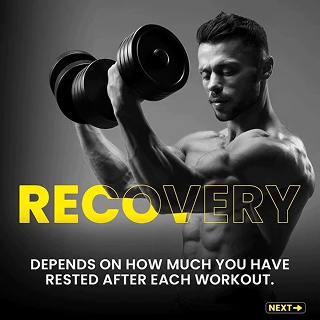 RECOVERY
DEPENDS ON HOW MUCH YOU HAVE
RESTED AFTER EACH WORKOUT.
NEXT